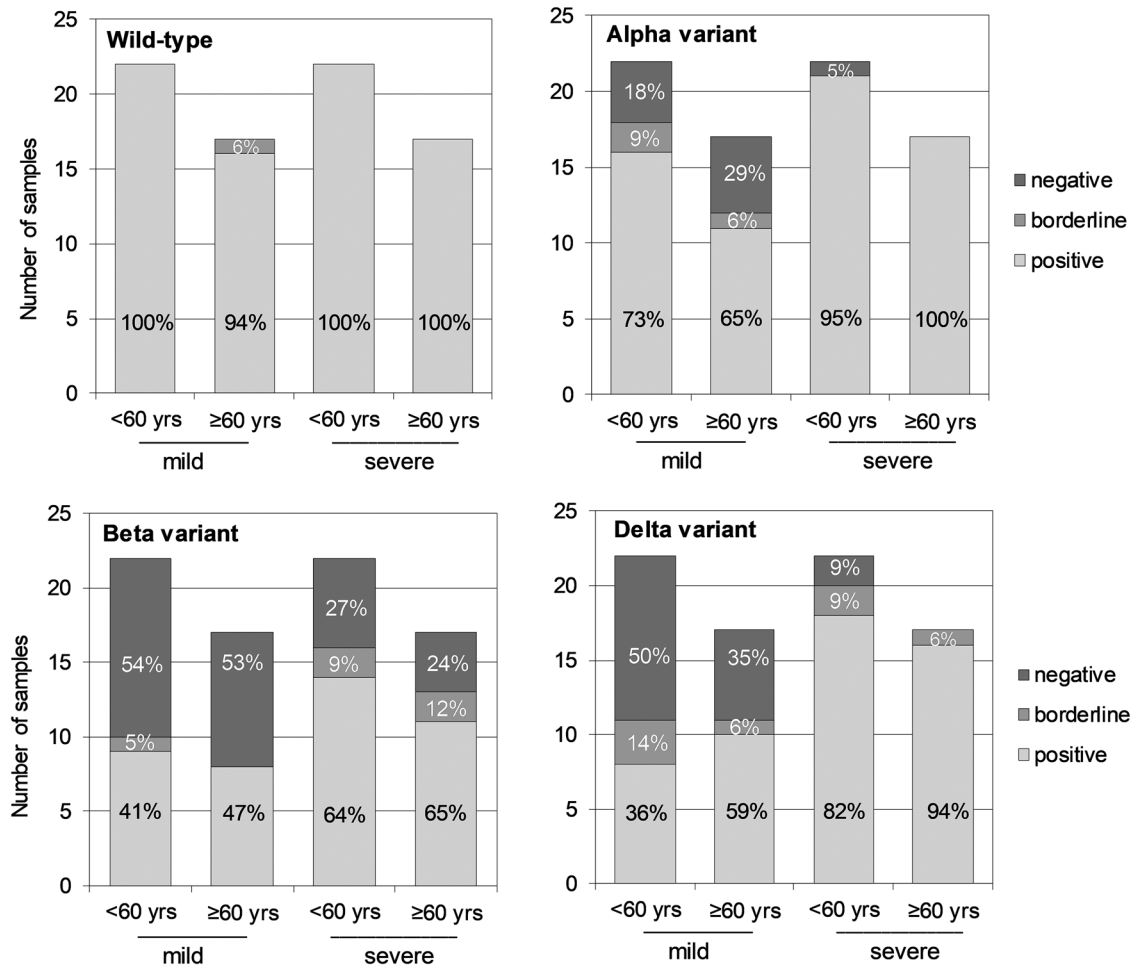 Wild-type
Number of samples
25
20
15
10
5
0
6%
100%
94%
100%
100%
<60 yrs
≥60 yrs
<60 yrs
≥60 yrs
mild
severe
Alpha variant
25
20
15
10
5
0
18%
9%
73%
29%
6%
65%
5%
95%
100%
<60 yrs
≥60 yrs
<60 yrs
≥60 yrs
mild
severe
negative
borderline
positive
Beta variant
Number of samples
25
20
15
10
5
0
54%
5%
41%
53%
47%
27%
9%
64%
24%
12%
65%
<60 yrs
≥60 yrs
<60 yrs
≥60 yrs
mild
severe
Delta variant
25
20
15
10
5
0
50%
14%
36%
35%
6%
59%
9%
9%
82%
6%
94%
<60 yrs
≥60 yrs
<60 yrs
≥60 yrs
mild
severe
negative
borderline
positive